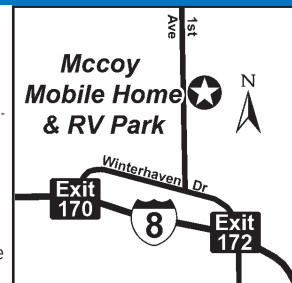 1st
Ave
Mccoy
Mobile Home
& RV Park
N
Winterhaven Dr
Exit
170
8
Exit
172
e